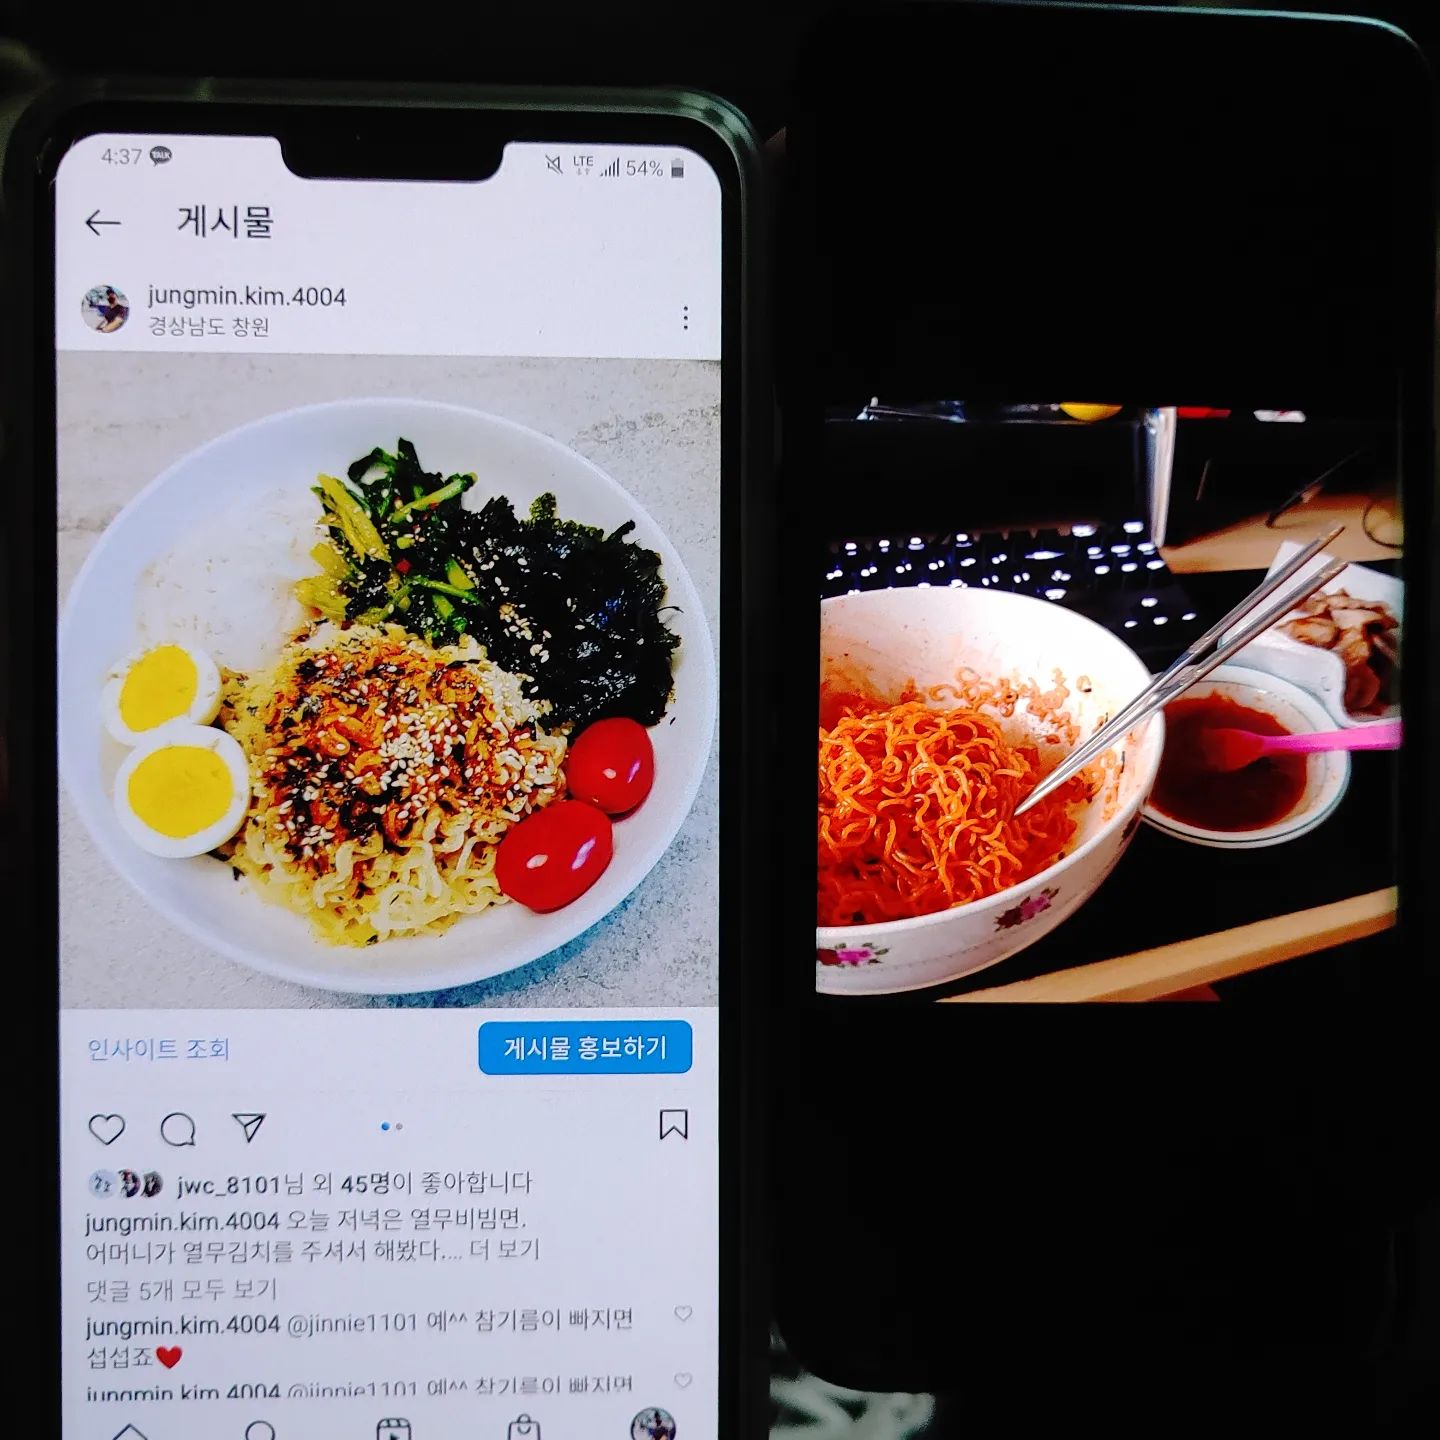 4:37 TALK LTE 54%
게시물
jungmin.kim.4004
경상남도 창원
인사이트 조회
게시물 홍보하기
jwc_8101님 외 45명이 좋아합니다
jungmin.kim.4004 오늘 저녁은 열무비빔면.
어머니가 열무김치를 주셔서 해봤다.... 더 보기
댓글 5개 모두 보기
jungmin.kim.4004 @jinnie1101 예^^ 참기름이 빠지면
섭섭죠❤️
jungmin.kim.4004 @jinnie1101 예^^ 참기름이 빠지면